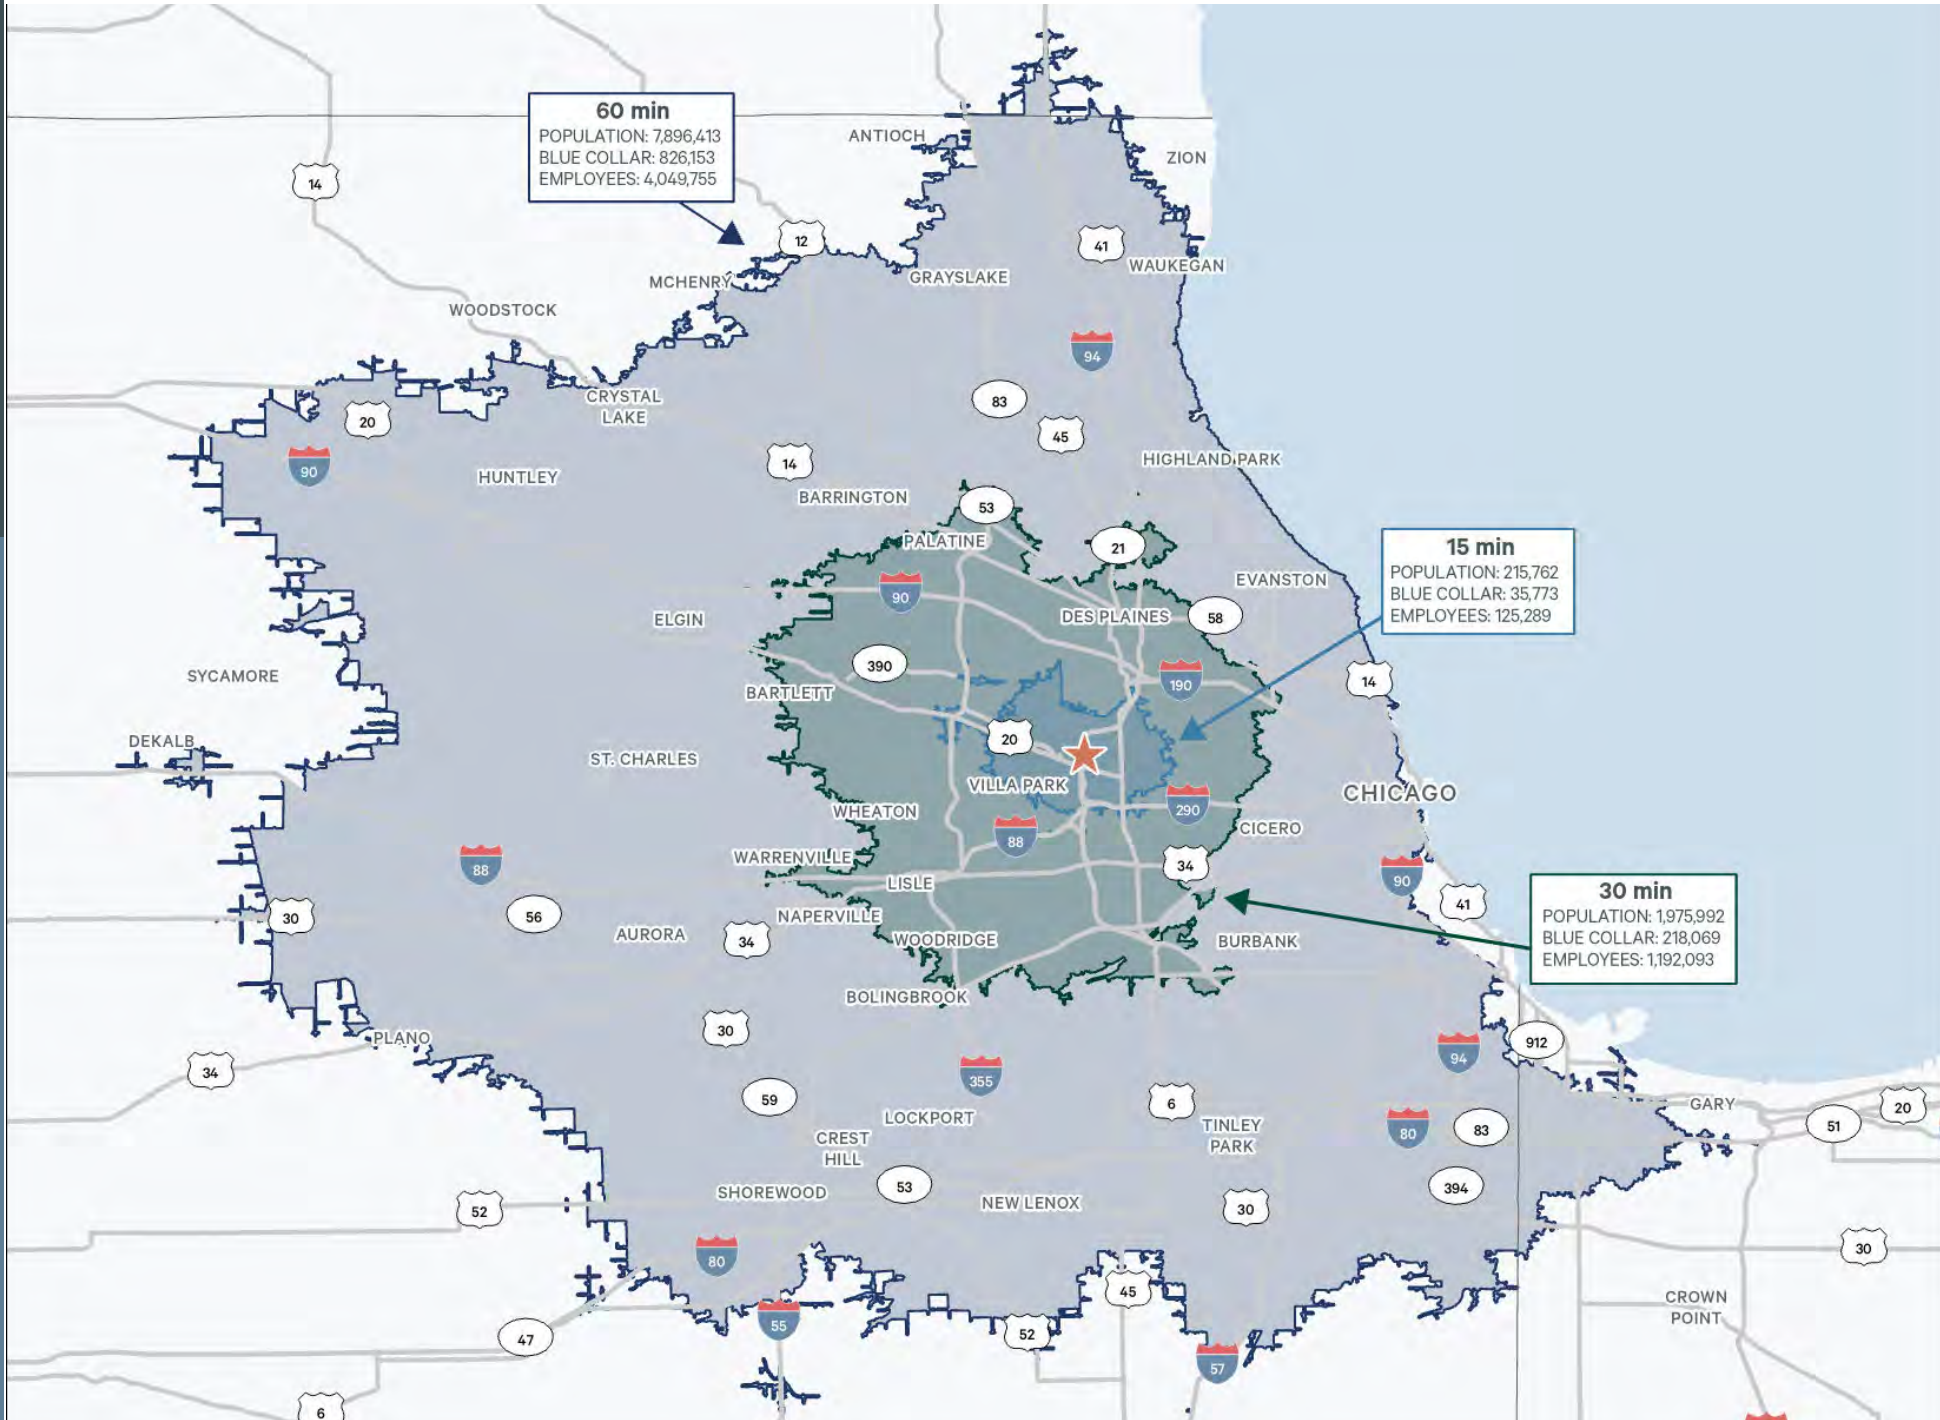 60 min
POPULATION: 7,896,413
BLUE COLLAR: 826,153
EMPLOYEES: 4,049,755
ANTIOCH
ZION
14
12
41
WAUKEGAN
MCHENRY
GRAYSLAKE
WOODSTOCK
94
CRYSTAL
LAKE
83
20
45
90
14
HIGHLAND PARK
HUNTLEY
BARRINGTON
53
PALATINE
21
15 min
POPULATION: 215,762
BLUE COLLAR: 35,773
EMPLOYEES: 125,289
EVANSTON
90
ELGIN
DES PLAINES
58
390
SYCAMORE
BARTLETT
190
14
DEKALB
20
ST. CHARLES
VILLA PARK
CHICAGO
WHEATON
290
CICERO
88
WARRENVILLE
34
88
LISLE
90
30 min
POPULATION: 1,975,992
BLUE COLLAR: 218,069
EMPLOYEES: 1,192,093
41
30
56
NAPERVILLE
AURORA
34
WOODRIDGE
BURBANK
BOLINGBROOK
30
PLANO
912
94
34
355
59
6
GARY
20
LOCKPORT
TINLEY
PARK
80
83
51
CREST
HILL
53
394
SHOREWOOD
NEW LENOX
52
30
80
30
45
CROWN
POINT
55
47
52
57
6